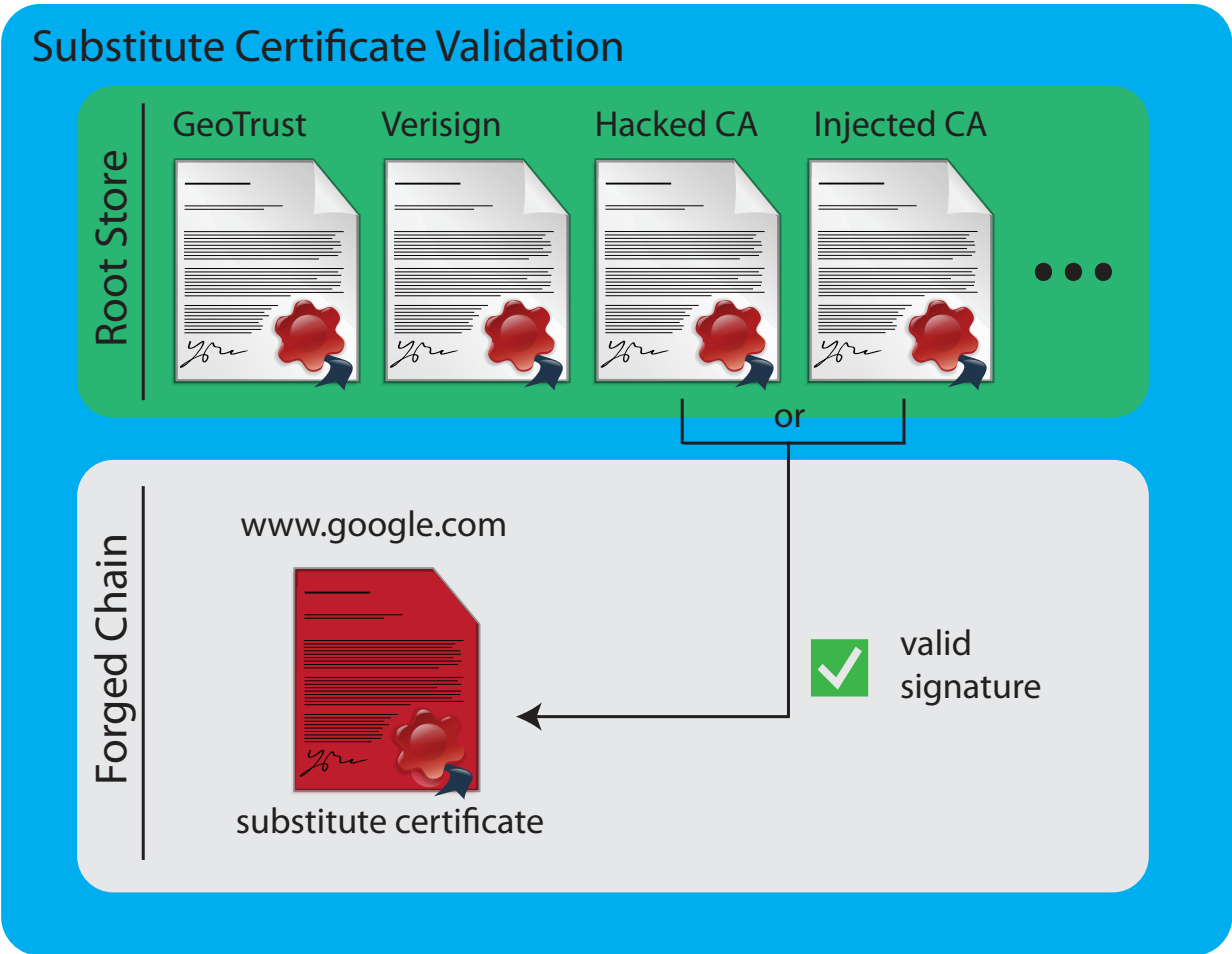 Substitute Certificate Validation
Root Store
GeoTrust
Verisign
Hacked CA
Injected CA
or
Forged Chain
www.google.com
substitute certificate
valid
signature